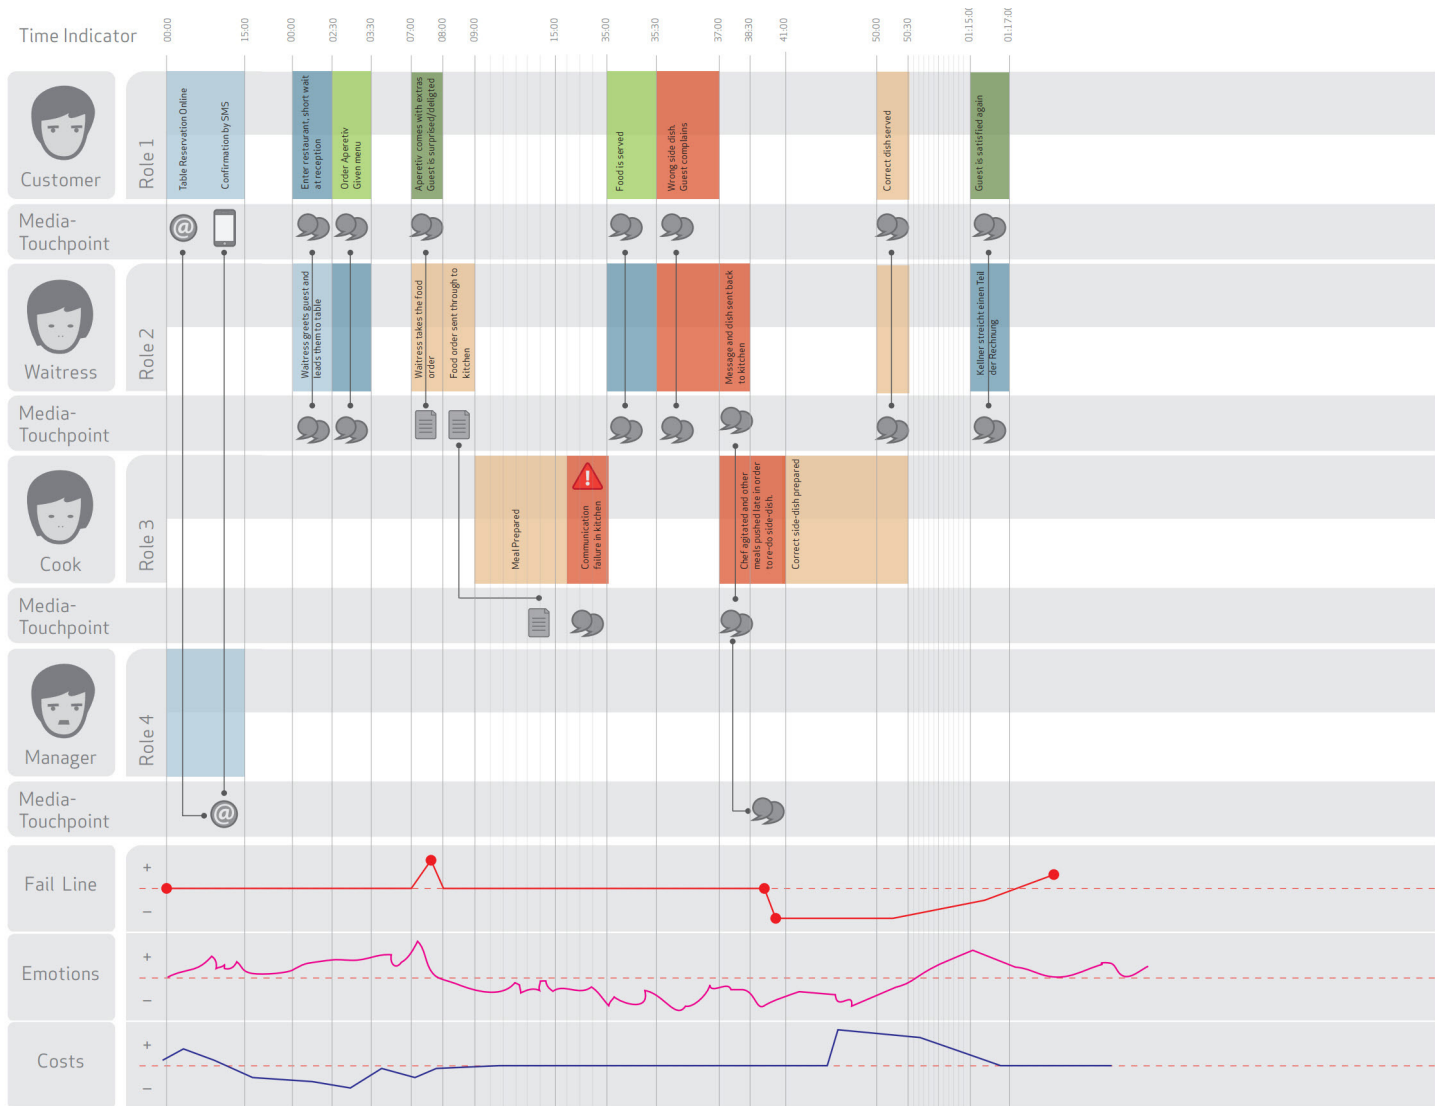 Time Indicator
00:00
15:00
00:00
02:30
03:30
07:00
08:00
09:00
15:00
35:00
35:30
37:00
38:30
41:00
50:00
50:30
01:15:00
01:17:00
Customer
Role 1
Table Reservation Online
Confirmation by SMS
Enter restaurant, short wait
at reception
Order Aperetiv
Given menu
Aperetiv comes with extras
Guest is surprised/deligted
Food is served
Wrong side dish.
Guest complains
Correct dish served
Guest is satisfied again
Media-
Touchpoint
@
Waitress
Role 2
Waitress greets guest and
leads them to table
Waitress takes the food
order
Food order sent through to
kitchen
Message and dish sent back
to kitchen
Kellner streicht einen Teil
der Rechnung
Media-
Touchpoint
Cook
Role 3
Meal Prepared
!
Communication
failure in kitchen
Chef agitated and other
meals pushed late in order
to re-do side-dish.
Correct side-dish prepared
Media-
Touchpoint
Manager
Role 4
Media-
Touchpoint
@
Fail Line
+
–
Emotions
+
–
Costs
+
–